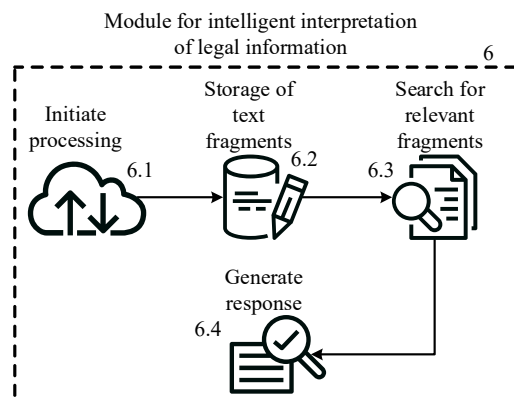 Module for intelligent interpretation
of legal information
6
Initiate
processing
6.1
Storage of
text
fragments
6.2
Search for
relevant
fragments
6.3
Generate
response
6.4